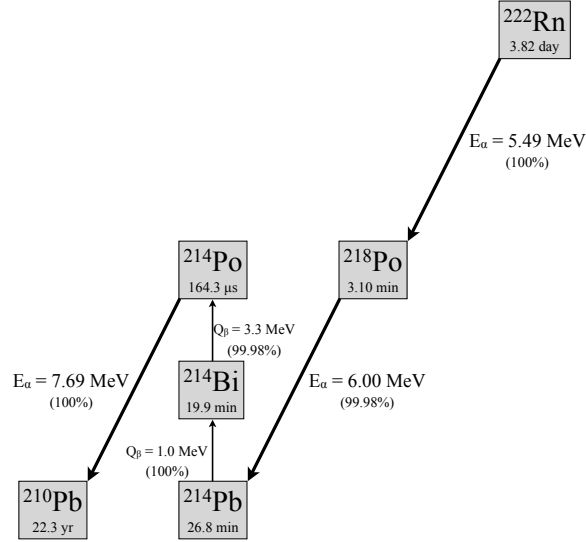 ²²²Rn
3.82 day
Eα = 5.49 MeV
(100%)
²¹⁴Po
164.3 μs
²¹⁸Po
3.10 min
Qβ = 3.3 MeV
(99.98%)
Eα = 7.69 MeV
(100%)
²¹⁴Bi
19.9 min
Eα = 6.00 MeV
(99.98%)
Qβ = 1.0 MeV
(100%)
²¹⁰Pb
22.3 yr
²¹⁴Pb
26.8 min